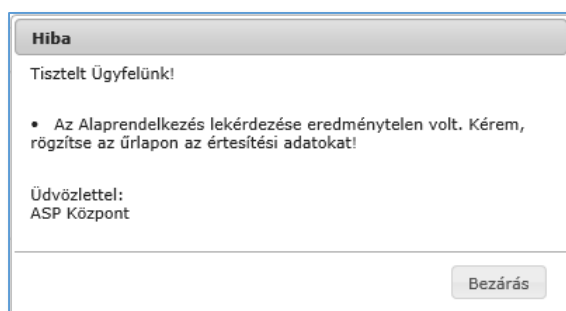 Hiba
Tisztelt Ügyfelünk!
• Az Alaprendelkezés lekérdezése eredménytelen volt. Kérem,
rögzítse az űrlapon az értesítési adatokat!
Üdvözlettel:
ASP Központ
Bezárás